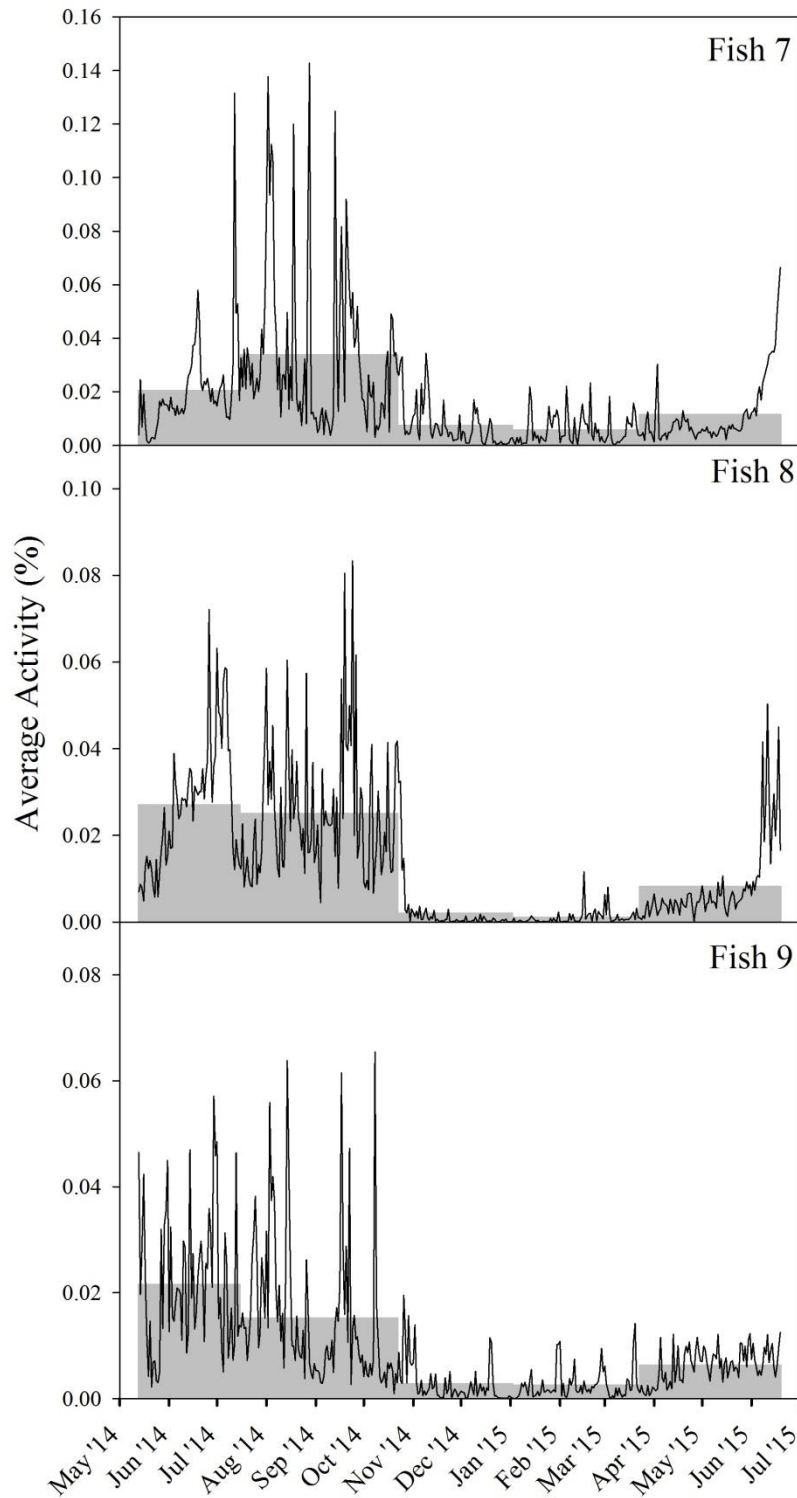 0.16
Fish 7
0.14
0.12
0.10
0.08
0.06
0.04
0.02
0.00
Fish 8
0.10
0.08
0.06
0.04
0.02
0.00
Fish 9
0.08
0.06
0.04
0.02
0.00
Average Activity (%)
May '14
Jun '14
Jul '14
Aug '14
Sep '14
Oct '14
Nov '14
Dec '14
Jan '15
Feb '15
Mar '15
Apr '15
May '15
Jun '15
Jul '15